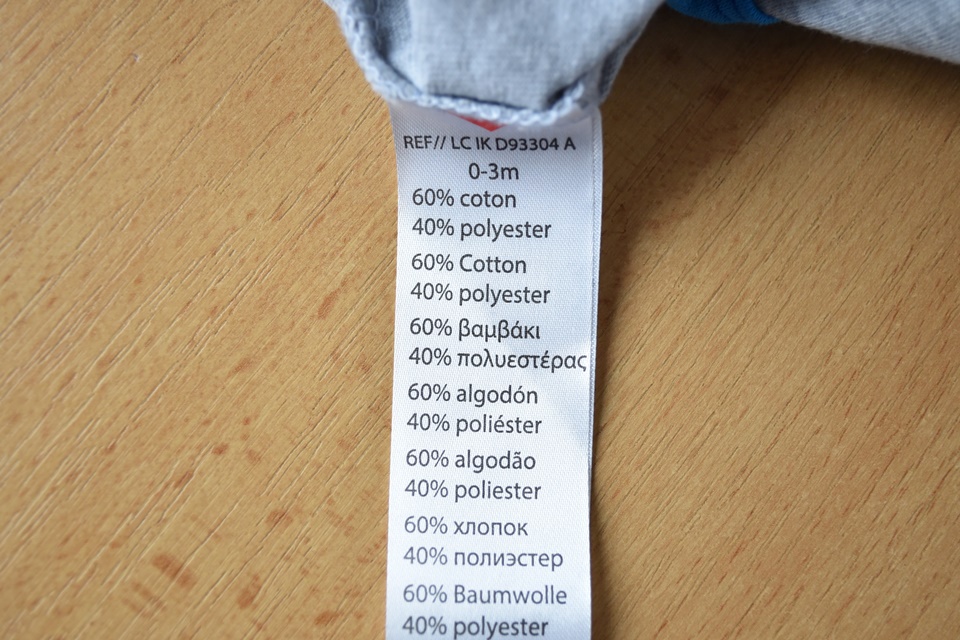 REF// LC IK D93304 A
0-3m
60% coton
40% polyester
60% Cotton
40% polyester
60% βαμβάκι
40% πολυεστέρας
60% algodón
40% poliéster
60% algodão
40% poliester
60% хлопок
40% полиэстер
60% Baumwolle
40% polyester